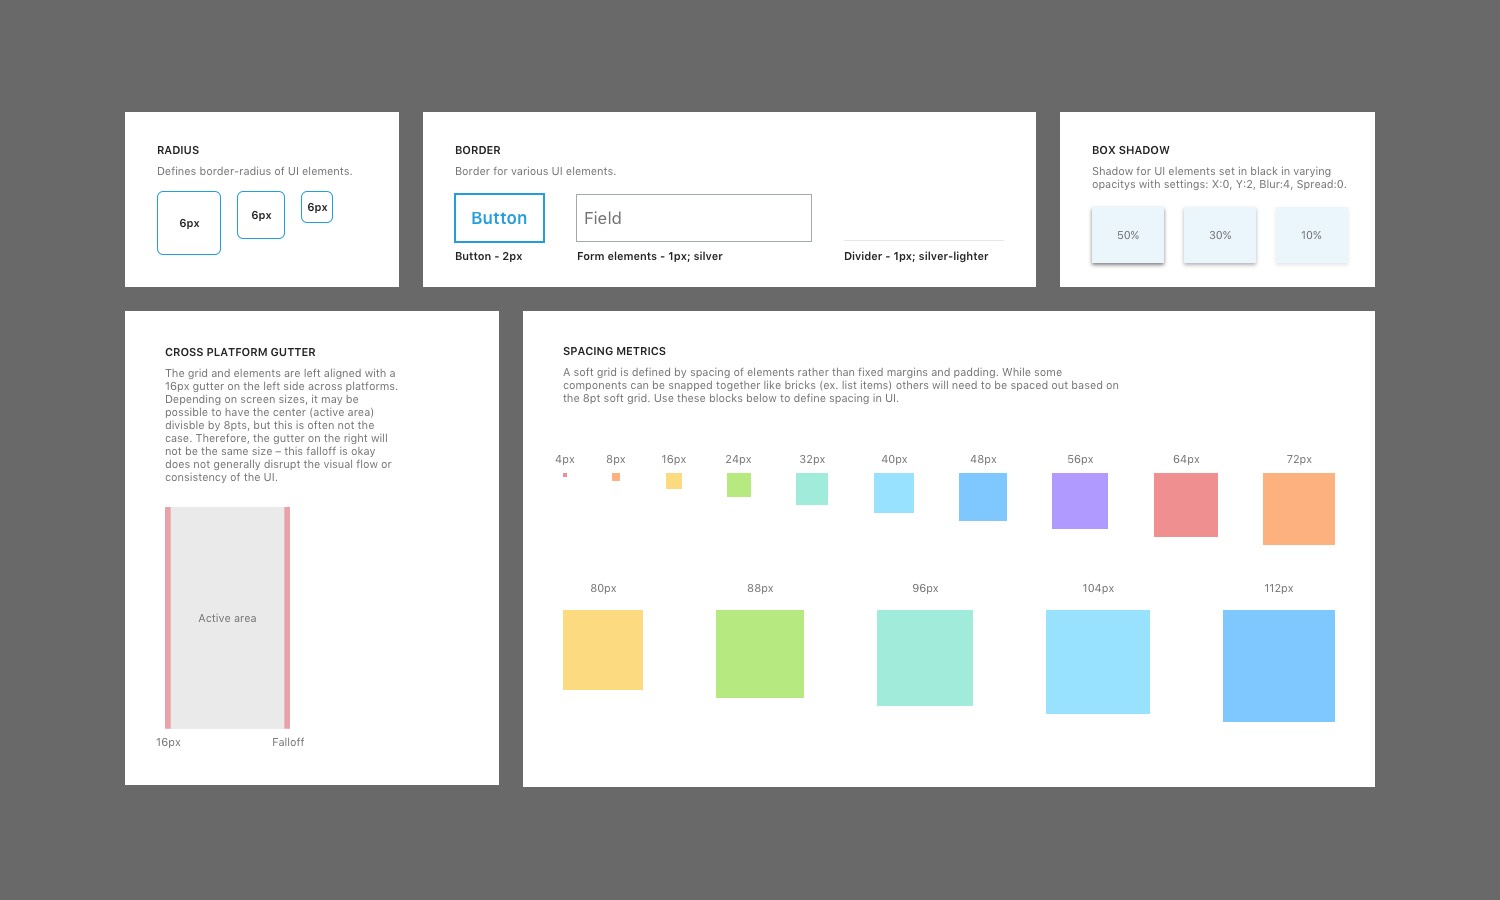 RADIUS
Defines border-radius of UI elements.
6px
6px
6px
BORDER
Border for various UI elements.
Button
Field
Button - 2px
Form elements - 1px; silver
Divider - 1px; silver-lighter
BOX SHADOW
Shadow for UI elements set in black in varying
opacitys with settings: X:0, Y:2, Blur:4, Spread:0.
50%
30%
10%
CROSS PLATFORM GUTTER
The grid and elements are left aligned with a
16px gutter on the left side across platforms.
Depending on screen sizes, it may be
possible to have the center (active area)
divisble by 8pts, but this is often not the
case. Therefore, the gutter on the right will
not be the same size – this falloff is okay
does not generally disrupt the visual flow or
consistency of the UI.
Active area
16px
Falloff
SPACING METRICS
A soft grid is defined by spacing of elements rather than fixed margins and padding. While some
components can be snapped together like bricks (ex. list items) others will need to be spaced out based on
the 8pt soft grid. Use these blocks below to define spacing in UI.
4px
8px
16px
24px
32px
40px
48px
56px
64px
72px
80px
88px
96px
104px
112px